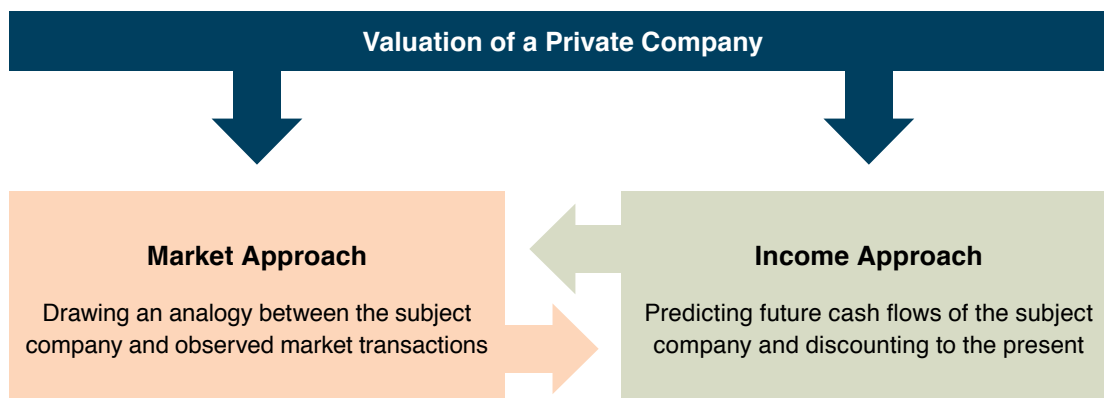 Valuation of a Private Company
Market Approach
Drawing an analogy between the subject
company and observed market transactions
Income Approach
Predicting future cash flows of the subject
company and discounting to the present